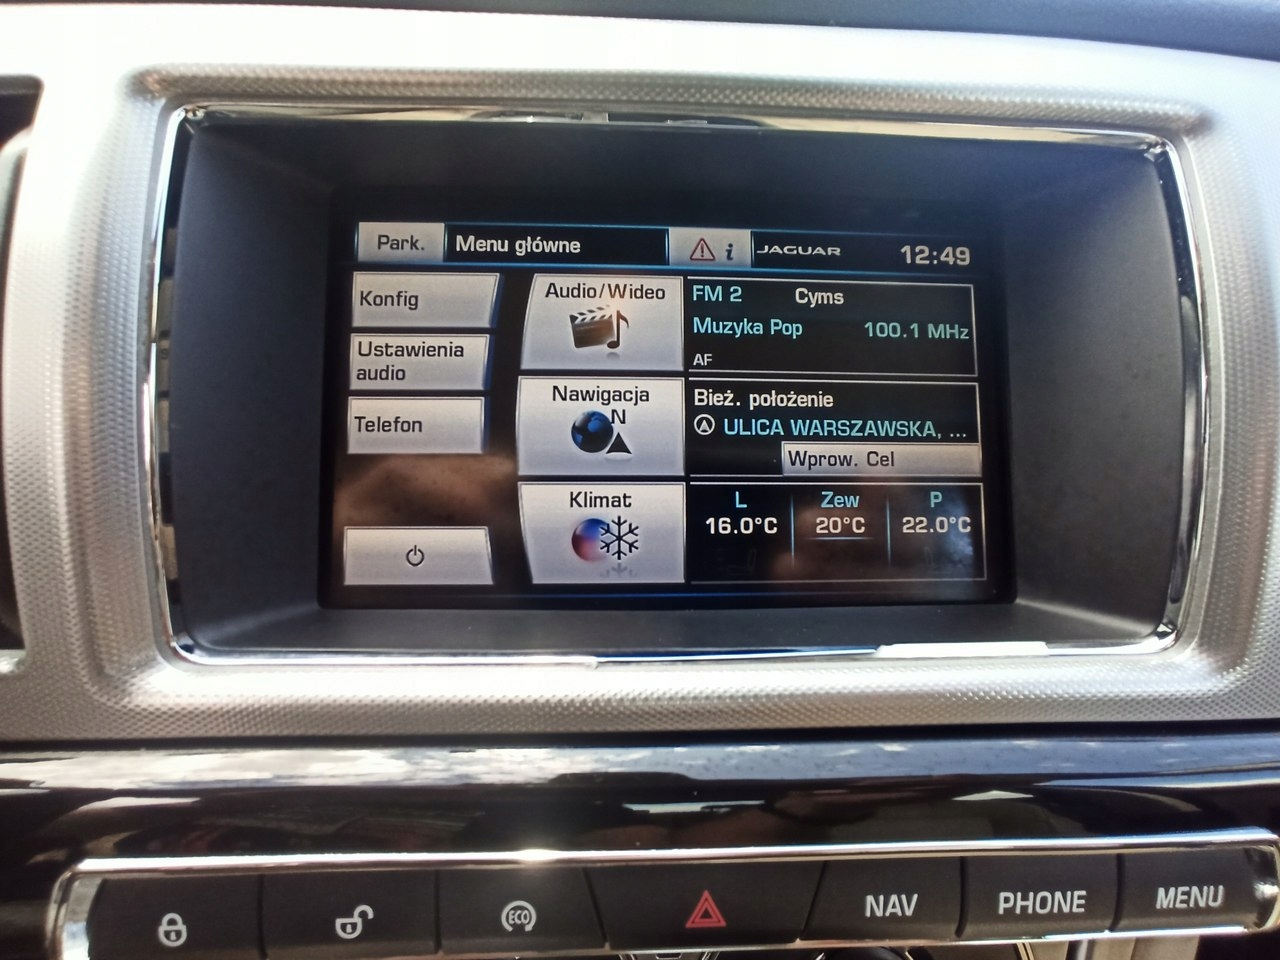 Park.
Menu główne
i
JAGUAR
12:49
Konfig
Ustawienia
audio
Telefon
Audio/Wideo
Nawigacja
N
Klimat
FM 2
Cyms
Muzyka Pop
100.1 MHz
AF
Bież. położenie
ULICA WARSZAWSKA, ...
Wprow. Cel
L
Zew
P
16.0°C
20°C
22.0°C
ECO
NAV
PHONE
MENU